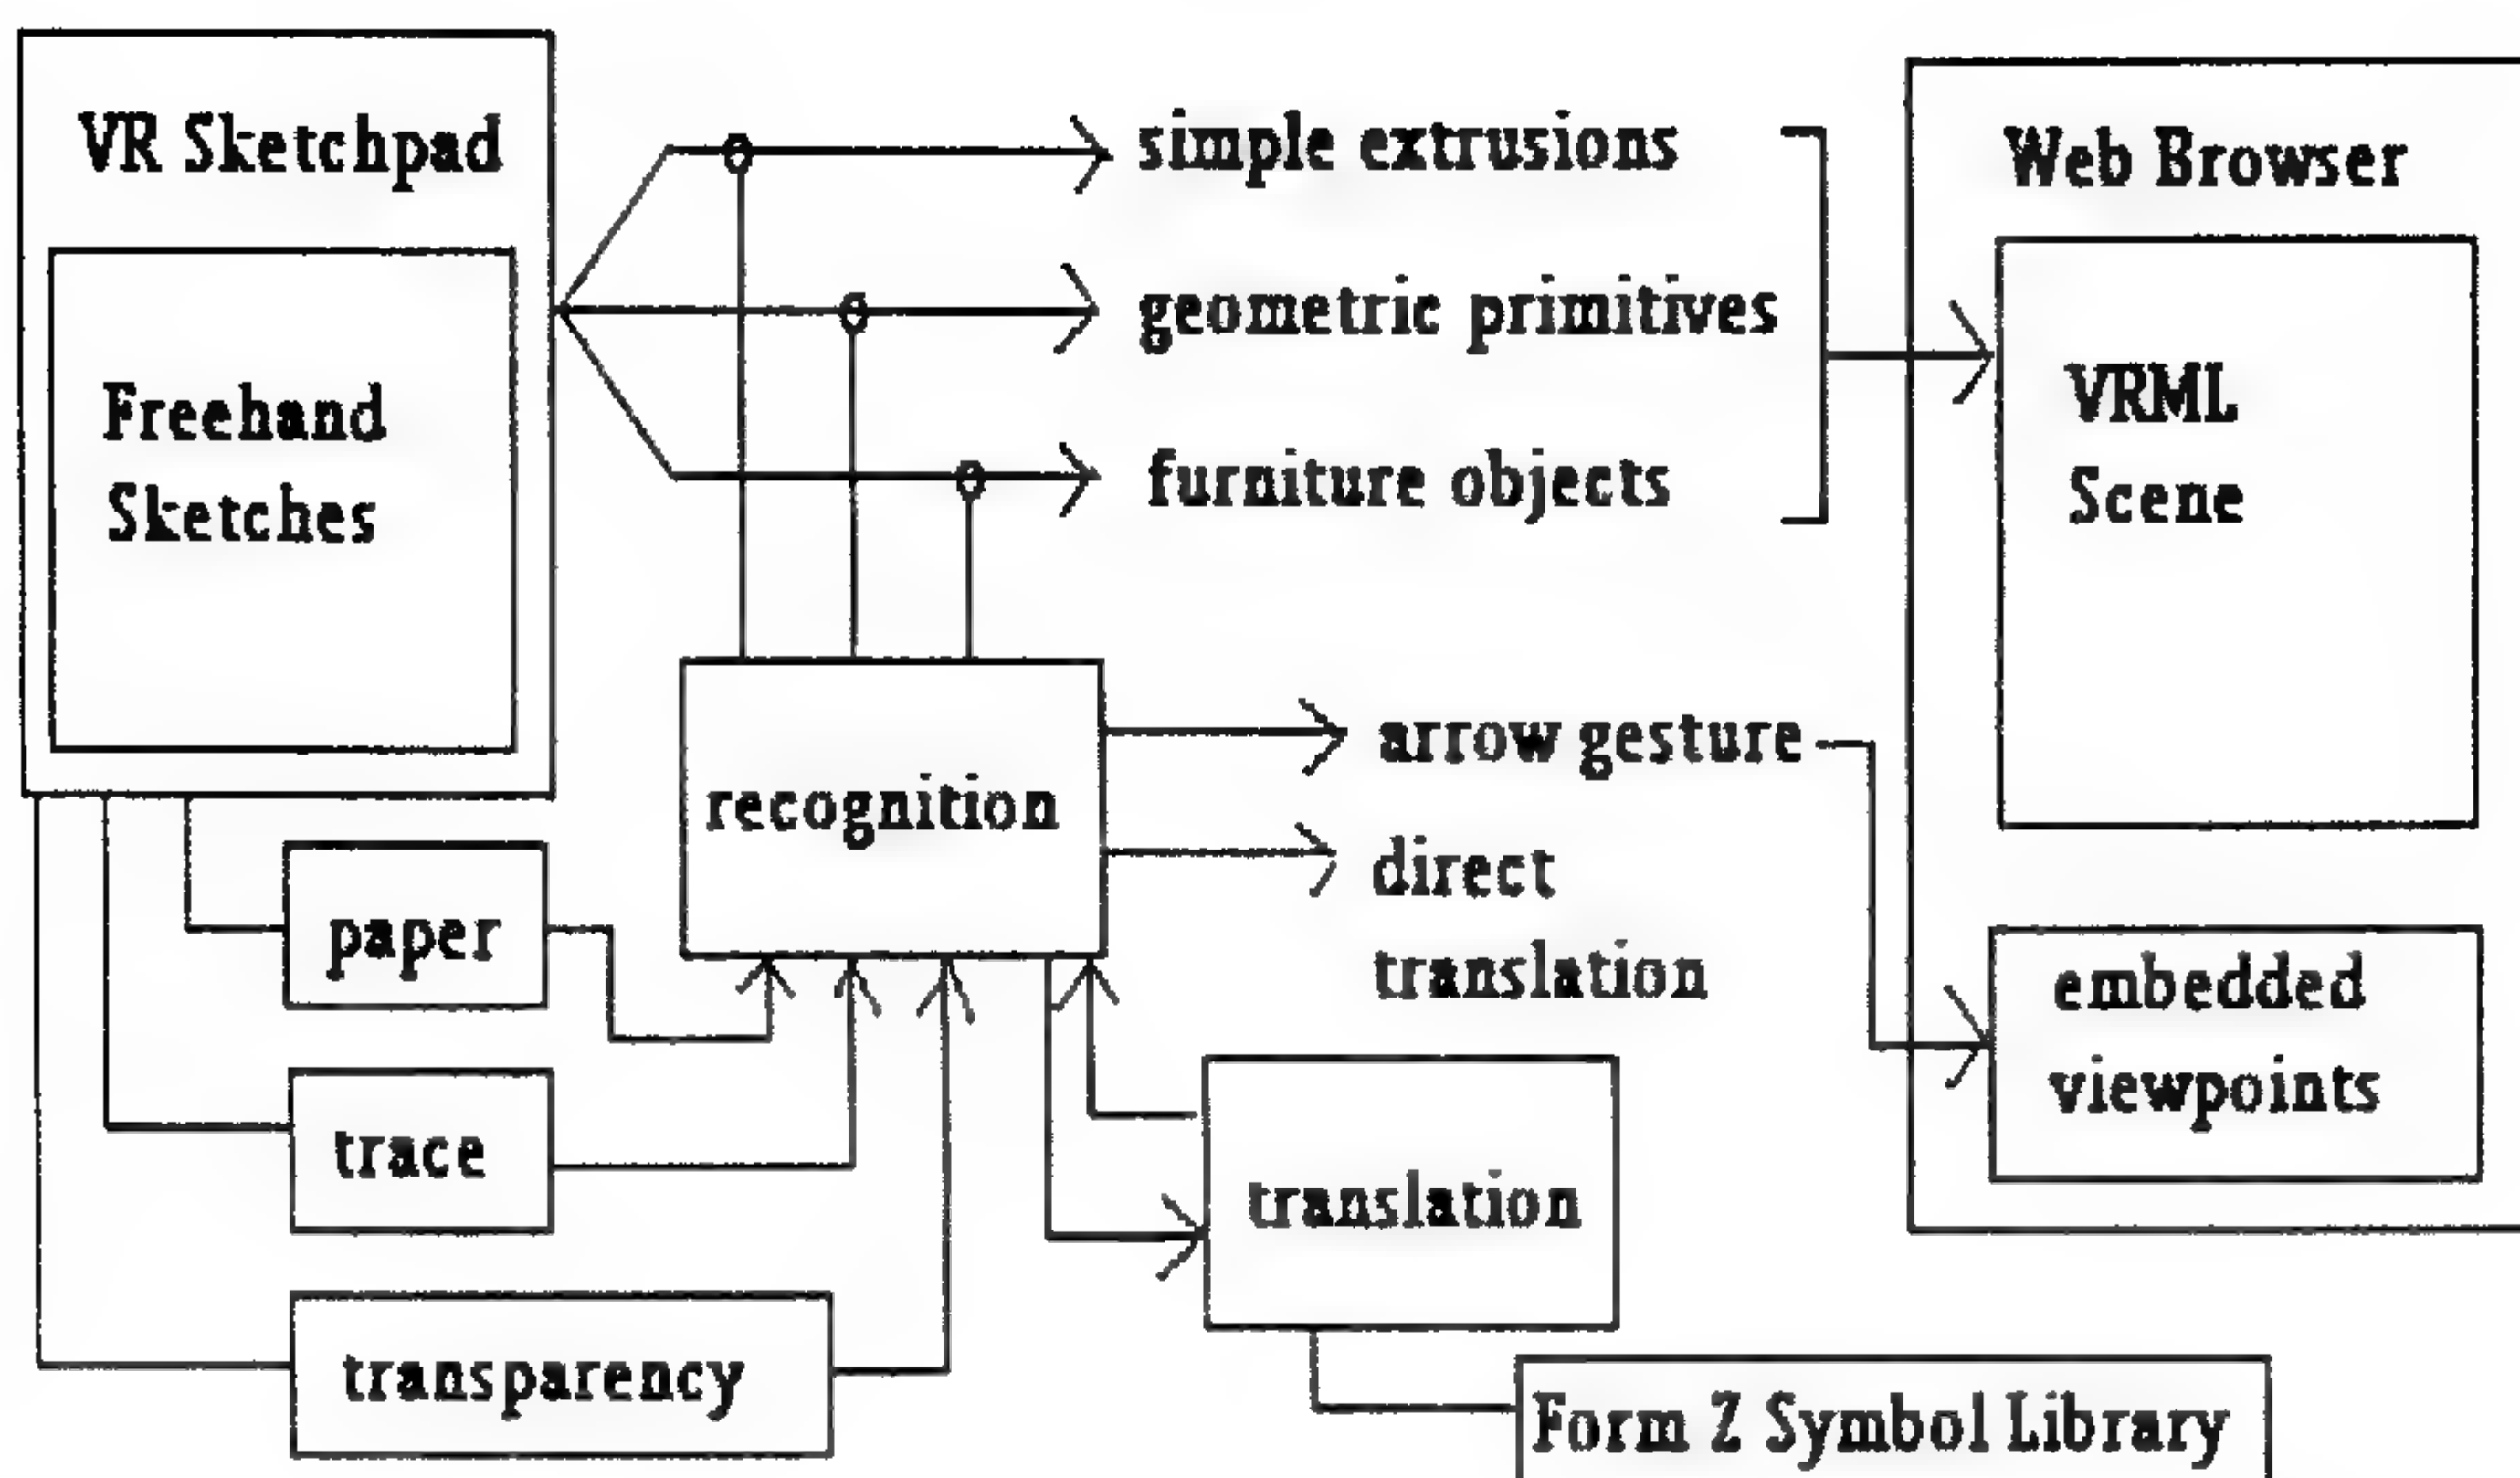 VR Sketchpad
Freehand
Sketches
simple extrusions
geometric primitives
furniture objects
Web Browser
VRML
Scene
recognition
arrow gesture
direct
translation
embedded
viewpoints
paper
trace
transparency
translation
Form Z Symbol Library